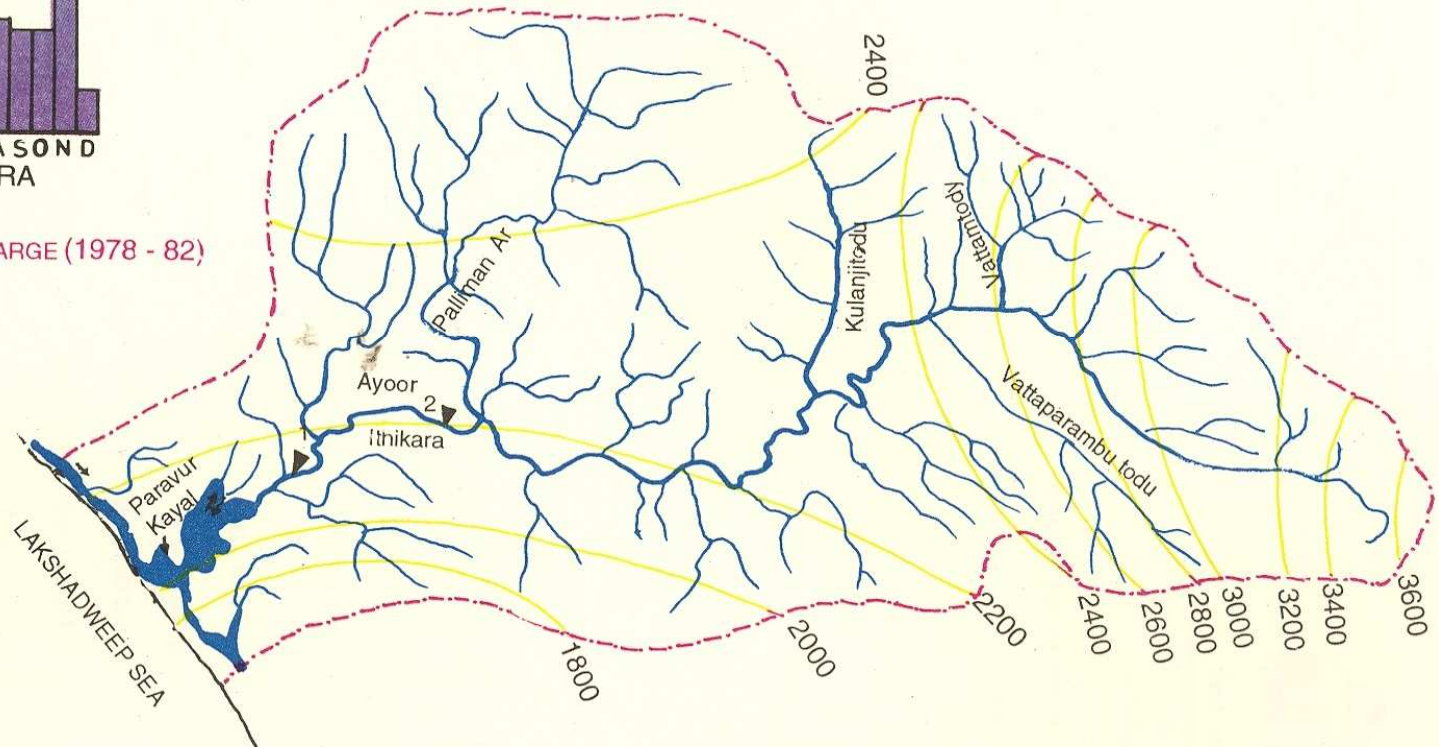 ASOND
RA
ARGE (1978 - 82)
2400
Palliman Ar
Kulanjitodu
Vattamtody
Ayoor
2
Ithikara
Vattaparambu todu
Paravur
Kayal
LAKSHADWEEP SEA
1800
2000
2200
2400
2600
2800
3000
3200
3400
3600